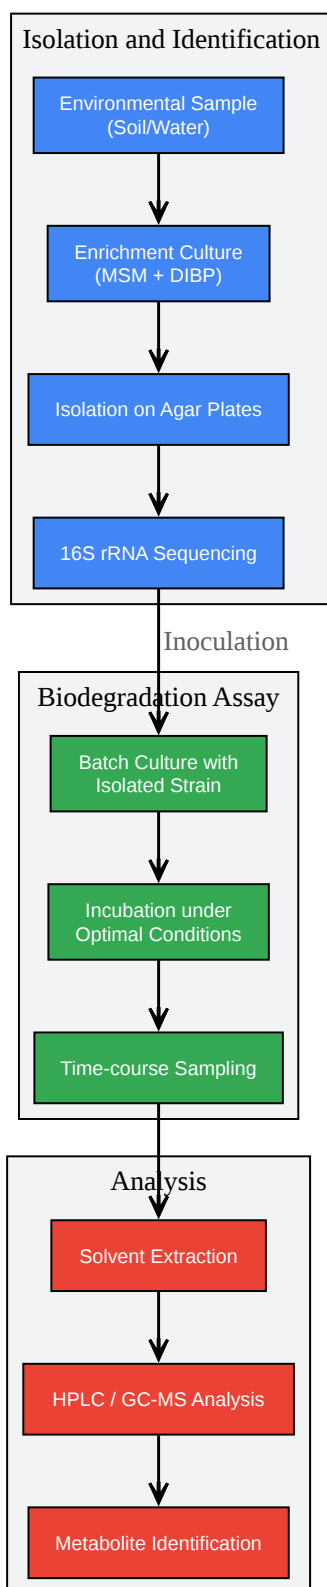 Isolation and Identification
Environmental Sample
(Soil/Water)
Enrichment Culture
(MSM + DIBP)
Isolation on Agar Plates
16S rRNA Sequencing
Inoculation
Biodegradation Assay
Batch Culture with
Isolated Strain
Incubation under
Optimal Conditions
Time-course Sampling
Analysis
Solvent Extraction
HPLC / GC-MS Analysis
Metabolite Identification